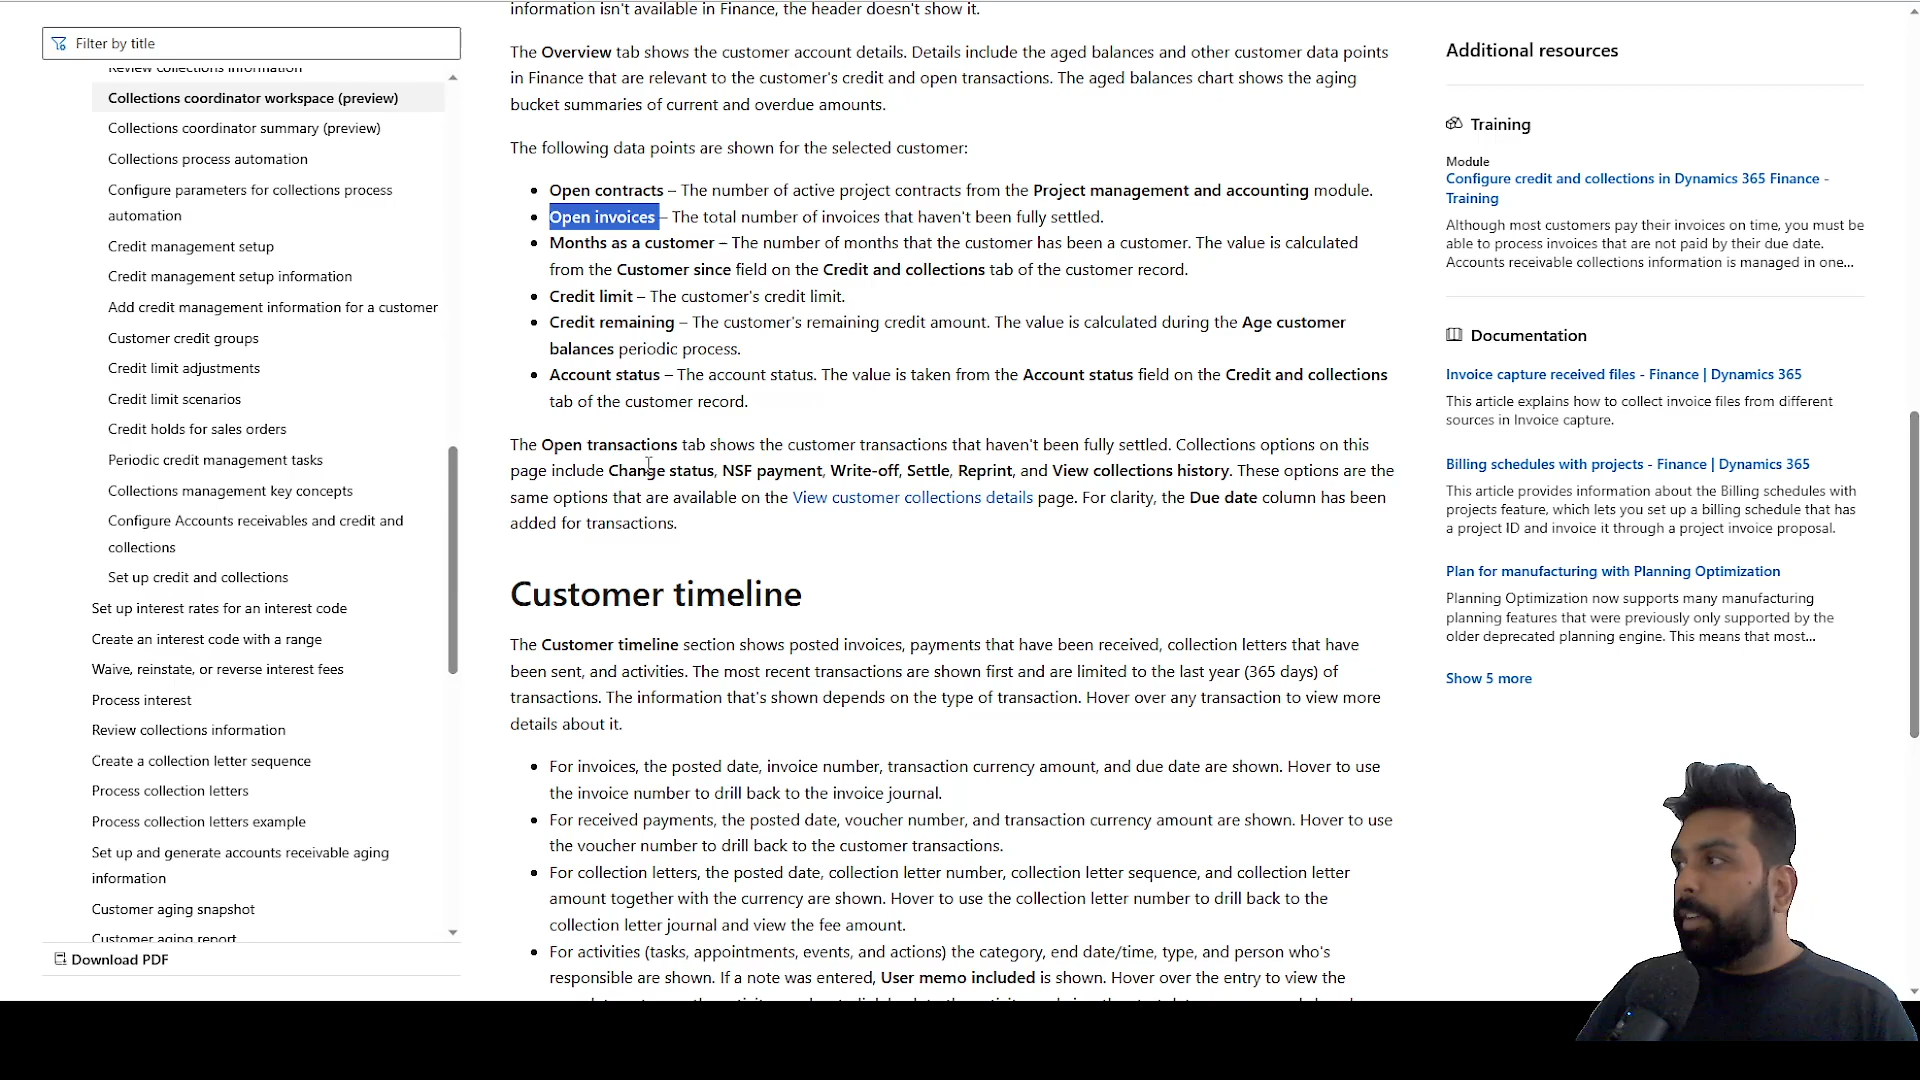 information isn't available in Finance, the header doesn't show it.
Filter by title
Review collections information
Collections coordinator workspace (preview)
Collections coordinator summary (preview)
Collections process automation
Configure parameters for collections process
automation
Credit management setup
Credit management setup information
Add credit management information for a customer
Customer credit groups
Credit limit adjustments
Credit limit scenarios
Credit holds for sales orders
Periodic credit management tasks
Collections management key concepts
Configure Accounts receivables and credit and
collections
Set up credit and collections
Set up interest rates for an interest code
Create an interest code with a range
Waive, reinstate, or reverse interest fees
Process interest
Review collections information
Create a collection letter sequence
Process collection letters
Process collection letters example
Set up and generate accounts receivable aging
information
Customer aging snapshot
Customer aging report
Download PDF
The Overview tab shows the customer account details. Details include the aged balances and other customer data points
in Finance that are relevant to the customer's credit and open transactions. The aged balances chart shows the aging
bucket summaries of current and overdue amounts.
The following data points are shown for the selected customer:
• Open contracts – The number of active project contracts from the Project management and accounting module.
• Open invoices – The total number of invoices that haven't been fully settled.
• Months as a customer – The number of months that the customer has been a customer. The value is calculated
from the Customer since field on the Credit and collections tab of the customer record.
• Credit limit – The customer's credit limit.
• Credit remaining – The customer's remaining credit amount. The value is calculated during the Age customer
balances periodic process.
• Account status – The account status. The value is taken from the Account status field on the Credit and collections
tab of the customer record.
The Open transactions tab shows the customer transactions that haven't been fully settled. Collections options on this
page include Change status, NSF payment, Write-off, Settle, Reprint, and View collections history. These options are the
same options that are available on the View customer collections details page. For clarity, the Due date column has been
added for transactions.
Customer timeline
The Customer timeline section shows posted invoices, payments that have been received, collection letters that have
been sent, and activities. The most recent transactions are shown first and are limited to the last year (365 days) of
transactions. The information that's shown depends on the type of transaction. Hover over any transaction to view more
details about it.
• For invoices, the posted date, invoice number, transaction currency amount, and due date are shown. Hover to use
the invoice number to drill back to the invoice journal.
• For received payments, the posted date, voucher number, and transaction currency amount are shown. Hover to use
the voucher number to drill back to the customer transactions.
• For collection letters, the posted date, collection letter number, collection letter sequence, and collection letter
amount together with the currency are shown. Hover to use the collection letter number to drill back to the
collection letter journal and view the fee amount.
• For activities (tasks, appointments, events, and actions) the category, end date/time, type, and person who's
responsible are shown. If a note was entered, User memo included is shown. Hover over the entry to view the
Additional resources
Training
Module
Configure credit and collections in Dynamics 365 Finance -
Training
Although most customers pay their invoices on time, you must be
able to process invoices that are not paid by their due date.
Accounts receivable collections information is managed in one...
Documentation
Invoice capture received files - Finance | Dynamics 365
This article explains how to collect invoice files from different
sources in Invoice capture.
Billing schedules with projects - Finance | Dynamics 365
This article provides information about the Billing schedules with
projects feature, which lets you set up a billing schedule that has
a project ID and invoice it through a project invoice proposal.
Plan for manufacturing with Planning Optimization
Planning Optimization now supports many manufacturing
planning features that were previously only supported by the
older deprecated planning engine. This means that most...
Show 5 more